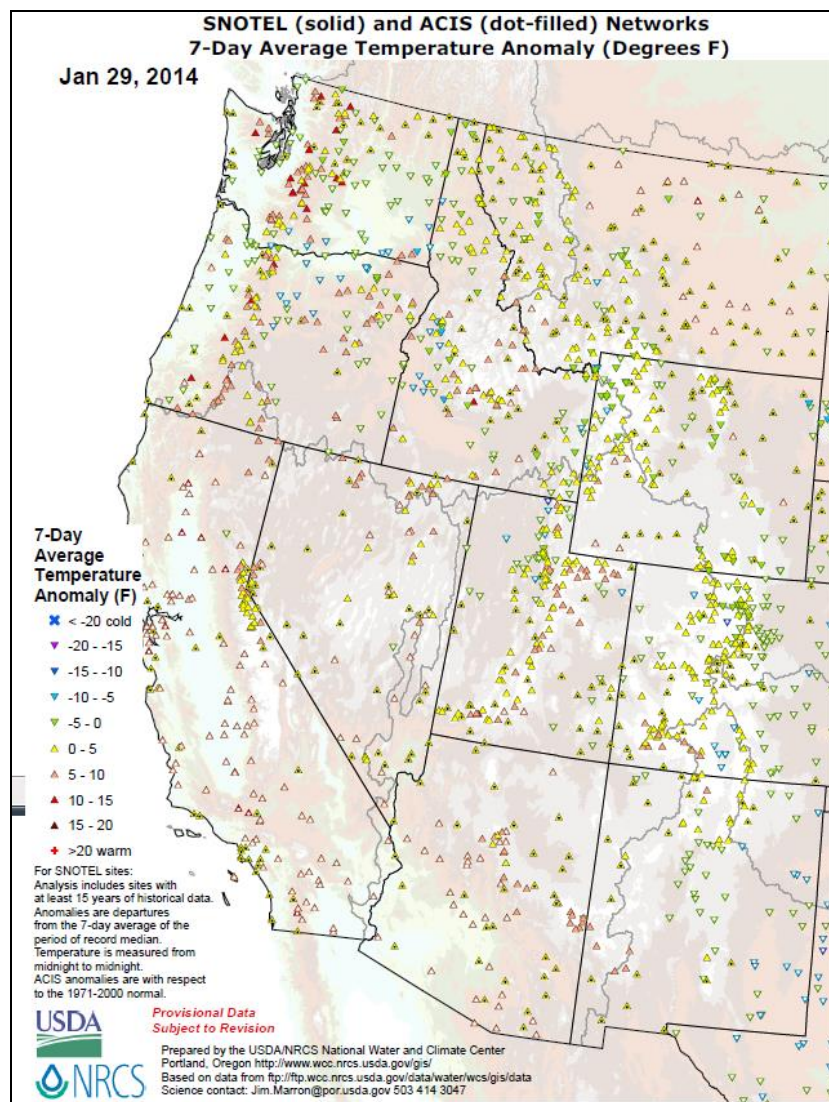 SNOTEL (solid) and ACIS (dot-filled) Networks
7-Day Average Temperature Anomaly (Degrees F)
Jan 29, 2014
7-Day
Average
Temperature
Anomaly (F)
< -20 cold
-20 - -15
-15 - -10
-10 - -5
-5 - 0
0 - 5
5 - 10
10 - 15
15 - 20
>20 warm
For SNOTEL sites:
Analysis includes sites with
at least 15 years of historical data.
Anomalies are departures
from the 7-day average of the
period of record median.
Temperature is measured from
midnight to midnight.
ACIS anomalies are with respect
to the 1971-2000 normal.
USDA
NRCS
Provisional Data
Subject to Revision
Prepared by the USDA/NRCS National Water and Climate Center
Portland, Oregon http://www.wcc.nrcs.usda.gov/gis/
Based on data from ftp://ftp.wcc.nrcs.usda.gov/data/water/wcs/gis/data
Science contact: Jim.Marron@por.usda.gov 503 414 3047